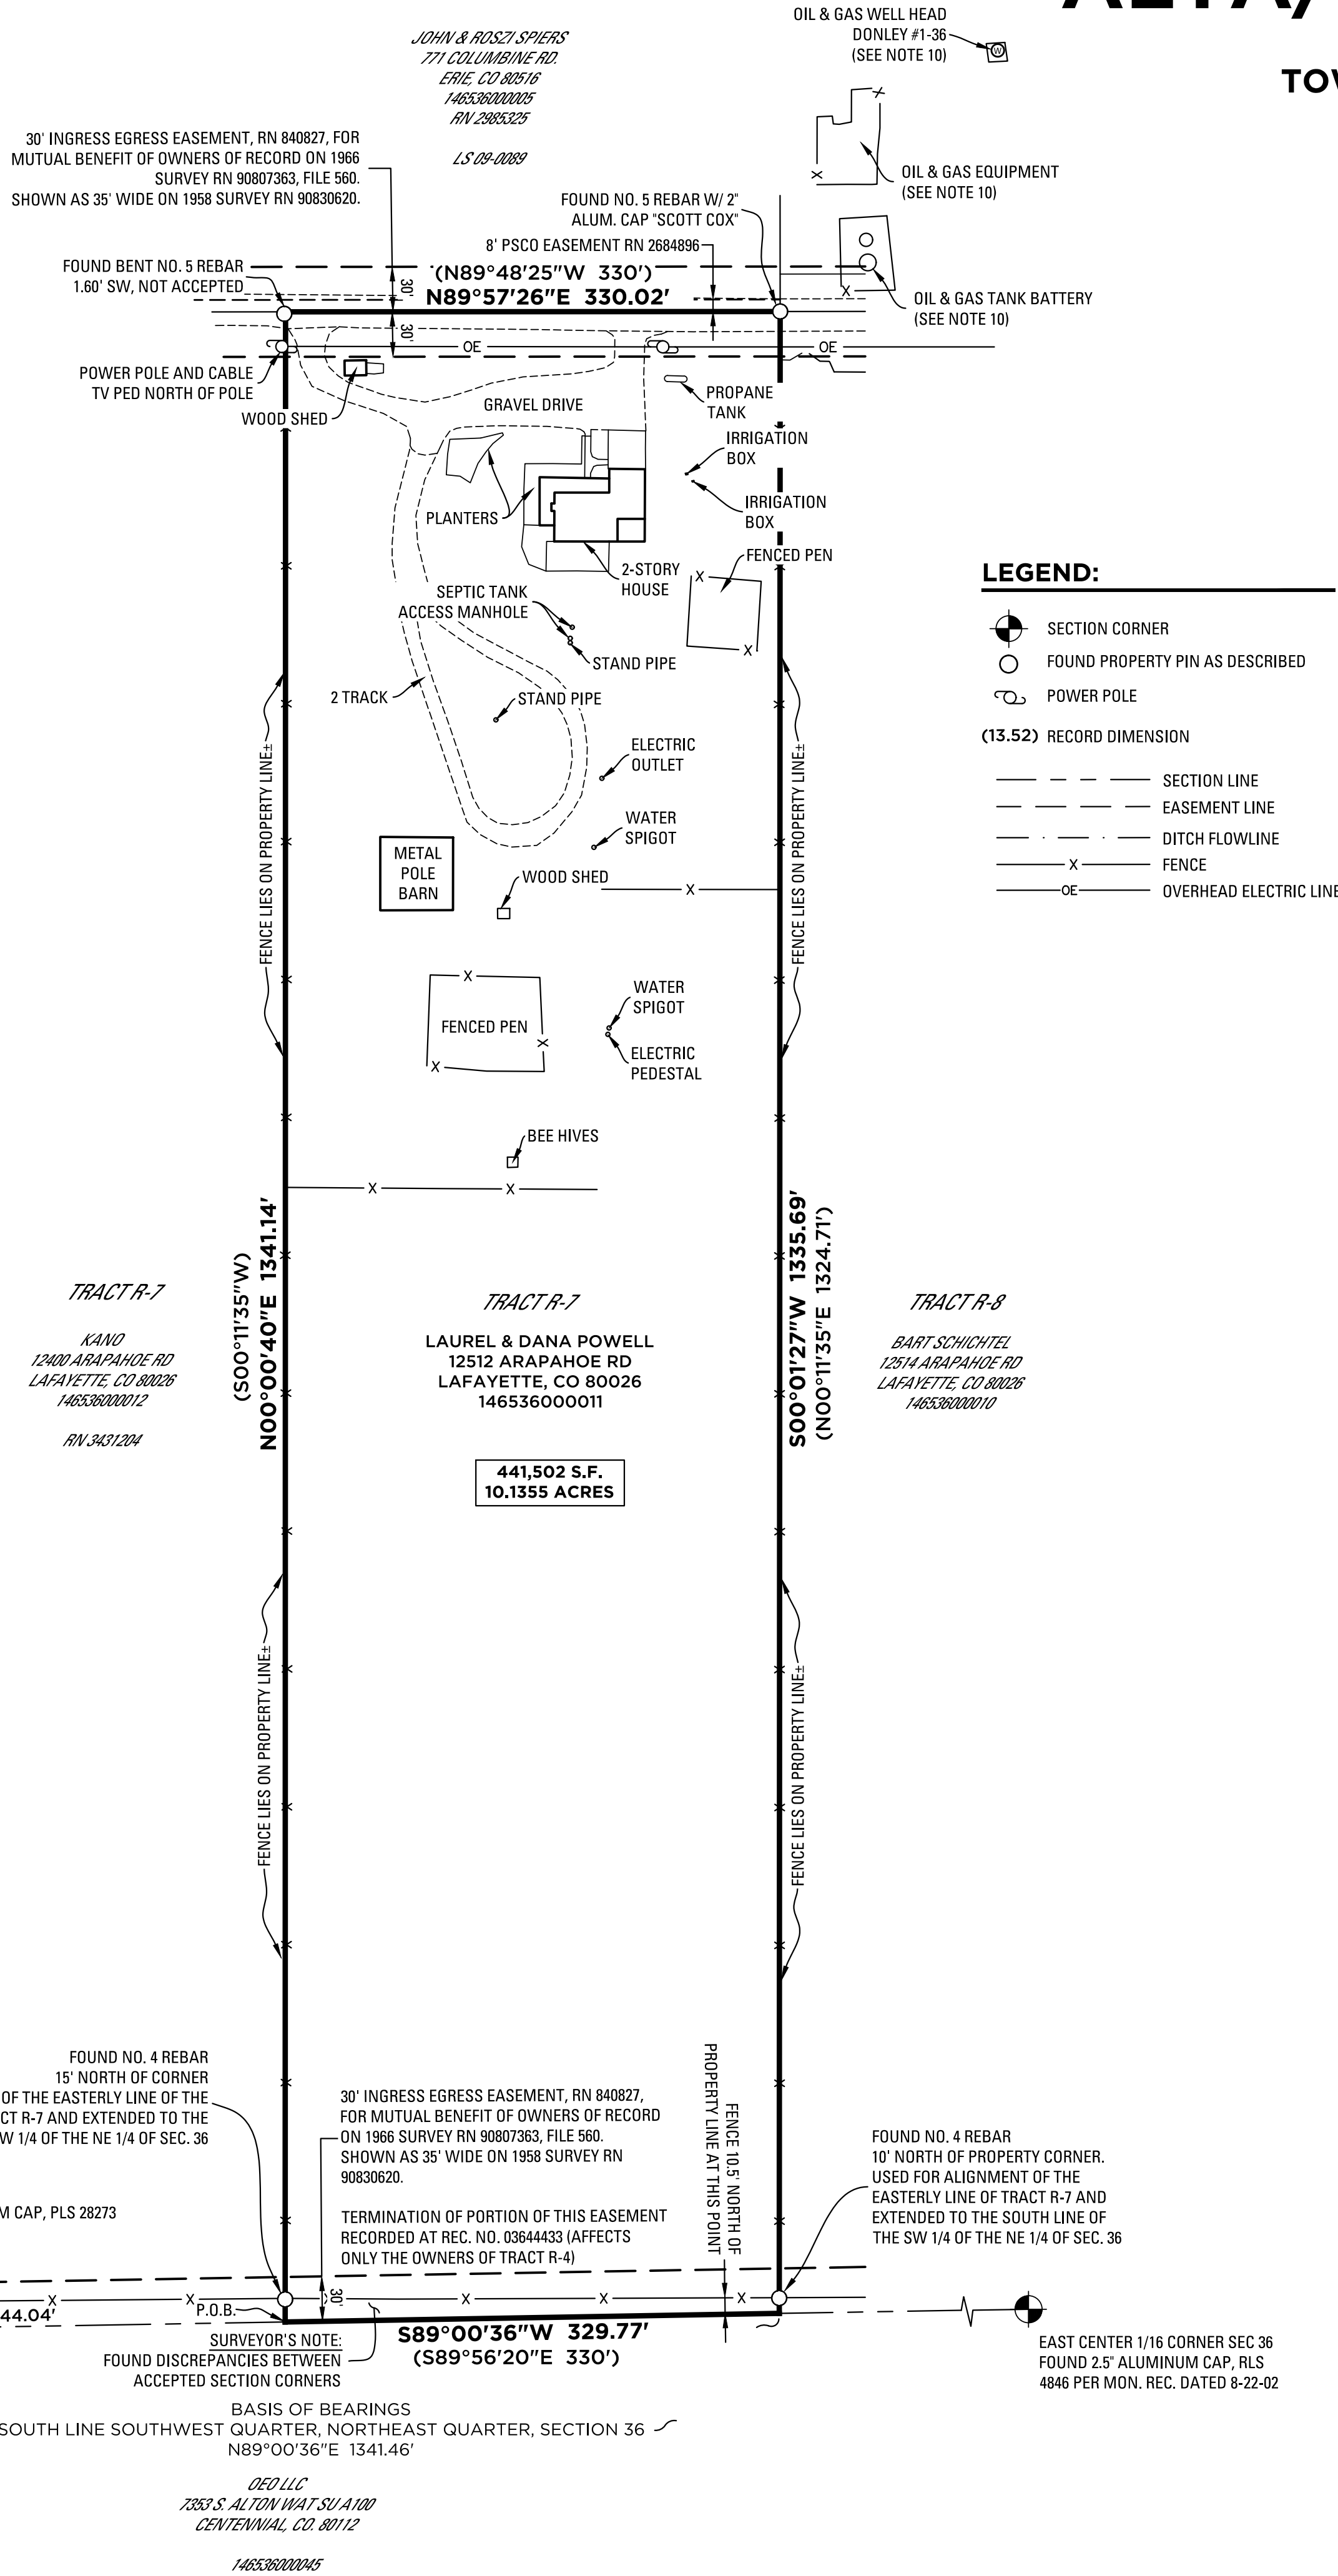 OIL & GAS WELL HEAD
DONLEY #1-36
(SEE NOTE 10)
JOHN & ROSZI SPIERS
771 COLUMBINE RD.
ERIE, CO 80516
146536000005
RN 2985325
LS 09-0089
30' INGRESS EGRESS EASEMENT, RN 840827, FOR
MUTUAL BENEFIT OF OWNERS OF RECORD ON 1966
SURVEY RN 90807363, FILE 560.
SHOWN AS 35' WIDE ON 1958 SURVEY RN 90830620.
W
TOW
X
X
OIL & GAS EQUIPMENT
(SEE NOTE 10)
FOUND NO. 5 REBAR W/ 2"
ALUM. CAP "SCOTT COX"
8' PSCO EASEMENT RN 2684896
FOUND BENT NO. 5 REBAR
1.60' SW, NOT ACCEPTED
(N89°48'25"W 330')
N89°57'26"E 330.02'
30'
30'
X
OIL & GAS TANK BATTERY
(SEE NOTE 10)
OE
OE
POWER POLE AND CABLE
TV PED NORTH OF POLE
WOOD SHED
GRAVEL DRIVE
PROPANE
TANK
IRRIGATION
BOX
IRRIGATION
BOX
PLANTERS
2-STORY
HOUSE
FENCED PEN
X
X
SEPTIC TANK
ACCESS MANHOLE
STAND PIPE
2 TRACK
STAND PIPE
ELECTRIC
OUTLET
WATER
SPIGOT
METAL
POLE
BARN
WOOD SHED
X
FENCE LIES ON PROPERTY LINE±
FENCE LIES ON PROPERTY LINE±
LEGEND:
SECTION CORNER
FOUND PROPERTY PIN AS DESCRIBED
POWER POLE
(13.52) RECORD DIMENSION
SECTION LINE
EASEMENT LINE
DITCH FLOWLINE
X FENCE
OE OVERHEAD ELECTRIC LINE
X
FENCED PEN
X
X
WATER
SPIGOT
ELECTRIC
PEDESTAL
BEE HIVES
X X
(S00°11'35"W)
N00°00'40"E 1341.14'
S00°01'27"W 1335.69'
(N00°11'35"E 1324.71')
TRACT R-7
KANO
12400 ARAPAHOE RD
LAFAYETTE, CO 80026
146536000012
RN 3431204
TRACT R-7
LAUREL & DANA POWELL
12512 ARAPAHOE RD
LAFAYETTE, CO 80026
146536000011
441,502 S.F.
10.1355 ACRES
TRACT R-8
BART SCHICHTEL
12514 ARAPAHOE RD
LAFAYETTE, CO 80026
146536000010
FENCE LIES ON PROPERTY LINE±
FENCE LIES ON PROPERTY LINE±
FOUND NO. 4 REBAR
15' NORTH OF CORNER
OF THE EASTERLY LINE OF THE
CT R-7 AND EXTENDED TO THE
W 1/4 OF THE NE 1/4 OF SEC. 36
M CAP, PLS 28273
30' INGRESS EGRESS EASEMENT, RN 840827,
FOR MUTUAL BENEFIT OF OWNERS OF RECORD
ON 1966 SURVEY RN 90807363, FILE 560.
SHOWN AS 35' WIDE ON 1958 SURVEY RN
90830620.
TERMINATION OF PORTION OF THIS EASEMENT
RECORDED AT REC. NO. 03644433 (AFFECTS
ONLY THE OWNERS OF TRACT R-4)
FENCE 10.5' NORTH OF
PROPERTY LINE AT THIS POINT
FOUND NO. 4 REBAR
10' NORTH OF PROPERTY CORNER.
USED FOR ALIGNMENT OF THE
EASTERLY LINE OF TRACT R-7 AND
EXTENDED TO THE SOUTH LINE OF
THE SW 1/4 OF THE NE 1/4 OF SEC. 36
X X X X X
30'
44.04'
P.O.B.
S89°00'36"W 329.77'
(S89°56'20"E 330')
SURVEYOR'S NOTE:
FOUND DISCREPANCIES BETWEEN
ACCEPTED SECTION CORNERS
EAST CENTER 1/16 CORNER SEC 36
FOUND 2.5" ALUMINUM CAP, RLS
4846 PER MON. REC. DATED 8-22-02
BASIS OF BEARINGS
SOUTH LINE SOUTHWEST QUARTER, NORTHEAST QUARTER, SECTION 36
N89°00'36"E 1341.46'
OEO LLC
7353 S. ALTON WAT SU A100
CENTENNIAL, CO. 80112
146536000045